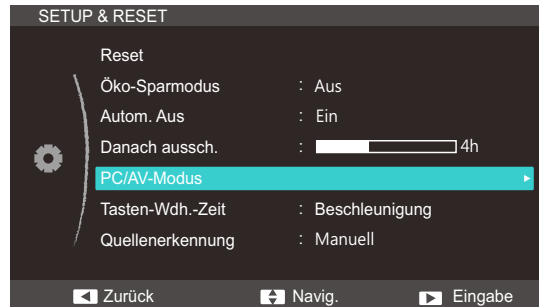 SETUP & RESET
Reset
Öko-Sparmodus : Aus
Autom. Aus : Ein
Danach aussch. : 4h
PC/AV-Modus
Tasten-Wdh.-Zeit : Beschleunigung
Quellenerkennung : Manuell
Zurück Navig. Eingabe